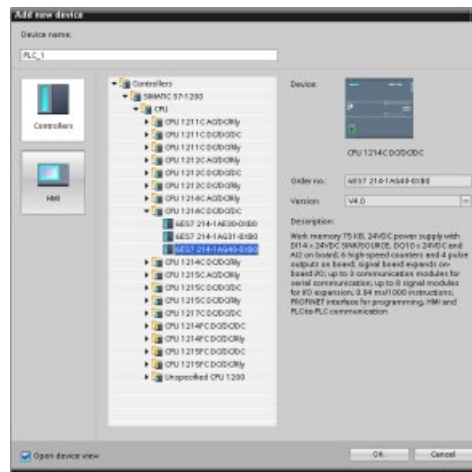 Add new device
Device name:
PLC_1
Controllers
HMI
Controllers
SIMATIC S7-1200
CPU
CPU 1211C AC/DC/Rly
CPU 1211C DC/DC/DC
CPU 1211C DC/DC/Rly
CPU 1212C AC/DC/Rly
CPU 1212C DC/DC/DC
CPU 1212C DC/DC/Rly
CPU 1214C AC/DC/Rly
CPU 1214C DC/DC/DC
6ES7 214-1AE30-0XB0
6ES7 214-1AG31-0XB0
6ES7 214-1AG40-0XB0
CPU 1214C DC/DC/Rly
CPU 1215C AC/DC/Rly
CPU 1215C DC/DC/DC
CPU 1215C DC/DC/Rly
CPU 1217C DC/DC/DC
CPU 1214FC DC/DC/DC
CPU 1214FC DC/DC/Rly
CPU 1215FC DC/DC/DC
CPU 1215FC DC/DC/Rly
Unspecified CPU 1200
Device:
CPU 1214C DC/DC/DC
Order no.:
6ES7 214-1AG40-0XB0
Version:
V4.0
Description:
Work memory 75 KB; 24VDC power supply with
DI14 x 24VDC SINK/SOURCE, DQ10 x 24VDC and
AI2 on board; 6 high-speed counters and 4 pulse
outputs on board; signal board expands on-
board I/O; up to 3 communication modules for
serial communication; up to 8 signal modules
for I/O expansion; 0.04 ms/1000 instructions;
PROFINET interface for programming, HMI and
PLC-to-PLC communication
Open device view
OK
Cancel